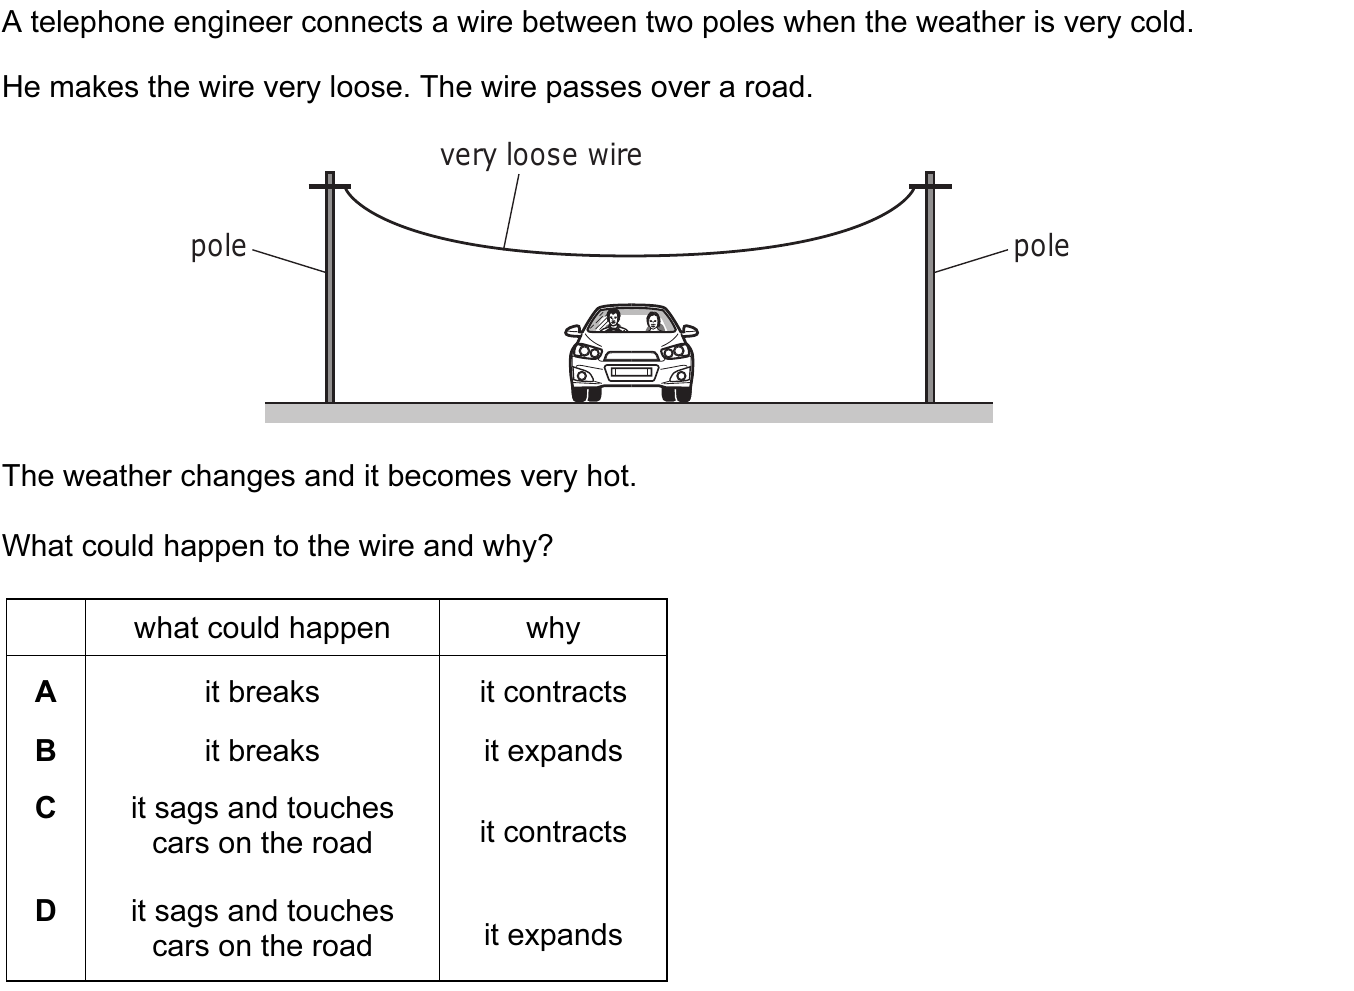 A telephone engineer connects a wire between two poles when the weather is very cold.
He makes the wire very loose. The wire passes over a road.
very loose wire
pole
pole
The weather changes and it becomes very hot.
What could happen to the wire and why?
what could happen why
A it breaks it contracts
B it breaks it expands
C it sags and touches
cars on the road it contracts
D it sags and touches
cars on the road it expands